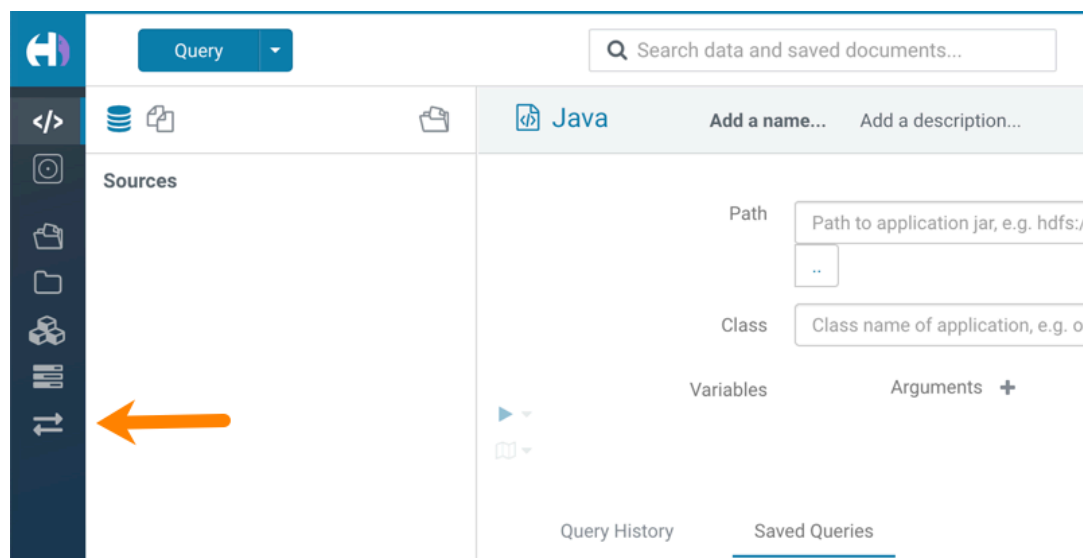 Query
Search data and saved documents...
Java
Add a name...
Add a description...
Sources
Path
Path to application jar, e.g. hdfs:/
..
Class
Class name of application, e.g. o
Variables
Arguments
Query History
Saved Queries